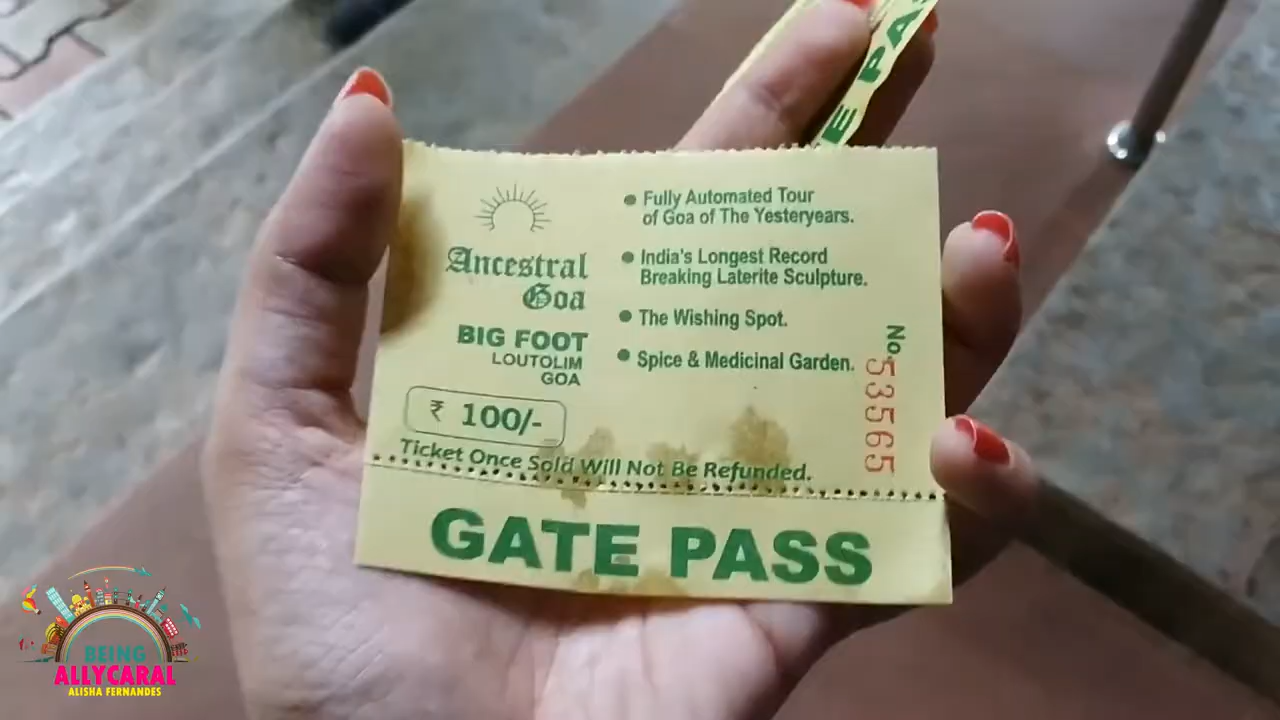 E PAS
Ancestral
Goa
BIG FOOT
LOUTOLIM
GOA
₹ 100/-
● Fully Automated Tour
of Goa of The Yesteryears.
● India's Longest Record
Breaking Laterite Sculpture.
● The Wishing Spot.
● Spice & Medicinal Garden.
No. 53565
Ticket Once Sold Will Not Be Refunded.
GATE PASS
BEING
ALLYCARAL
ALISHA FERNANDES